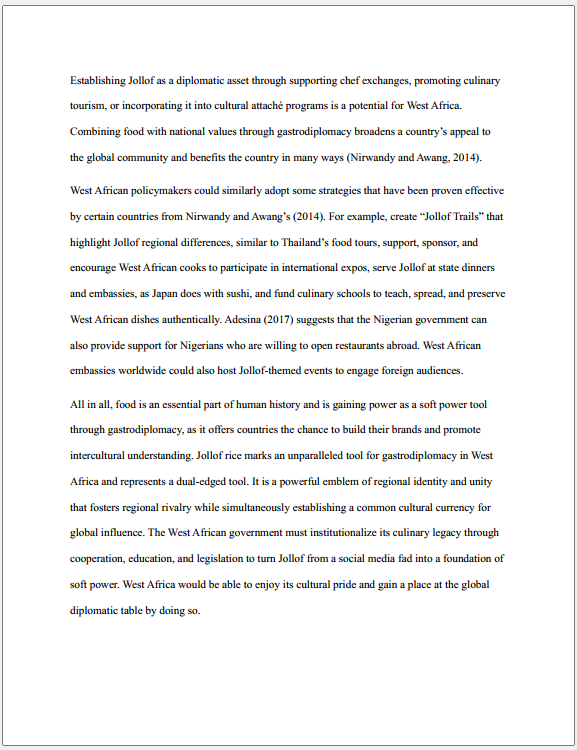 Establishing Jollof as a diplomatic asset through supporting chef exchanges, promoting culinary
tourism, or incorporating it into cultural attaché programs is a potential for West Africa.
Combining food with national values through gastrodiplomacy broadens a country’s appeal to
the global community and benefits the country in many ways (Nirwandy and Awang, 2014).
West African policymakers could similarly adopt some strategies that have been proven effective
by certain countries from Nirwandy and Awang’s (2014). For example, create “Jollof Trails” that
highlight Jollof regional differences, similar to Thailand’s food tours, support, sponsor, and
encourage West African cooks to participate in international expos, serve Jollof at state dinners
and embassies, as Japan does with sushi, and fund culinary schools to teach, spread, and preserve
West African dishes authentically. Adesina (2017) suggests that the Nigerian government can
also provide support for Nigerians who are willing to open restaurants abroad. West African
embassies worldwide could also host Jollof-themed events to engage foreign audiences.
All in all, food is an essential part of human history and is gaining power as a soft power tool
through gastrodiplomacy, as it offers countries the chance to build their brands and promote
intercultural understanding. Jollof rice marks an unparalleled tool for gastrodiplomacy in West
Africa and represents a dual-edged tool. It is a powerful emblem of regional identity and unity
that fosters regional rivalry while simultaneously establishing a common cultural currency for
global influence. The West African government must institutionalize its culinary legacy through
cooperation, education, and legislation to turn Jollof from a social media fad into a foundation of
soft power. West Africa would be able to enjoy its cultural pride and gain a place at the global
diplomatic table by doing so.